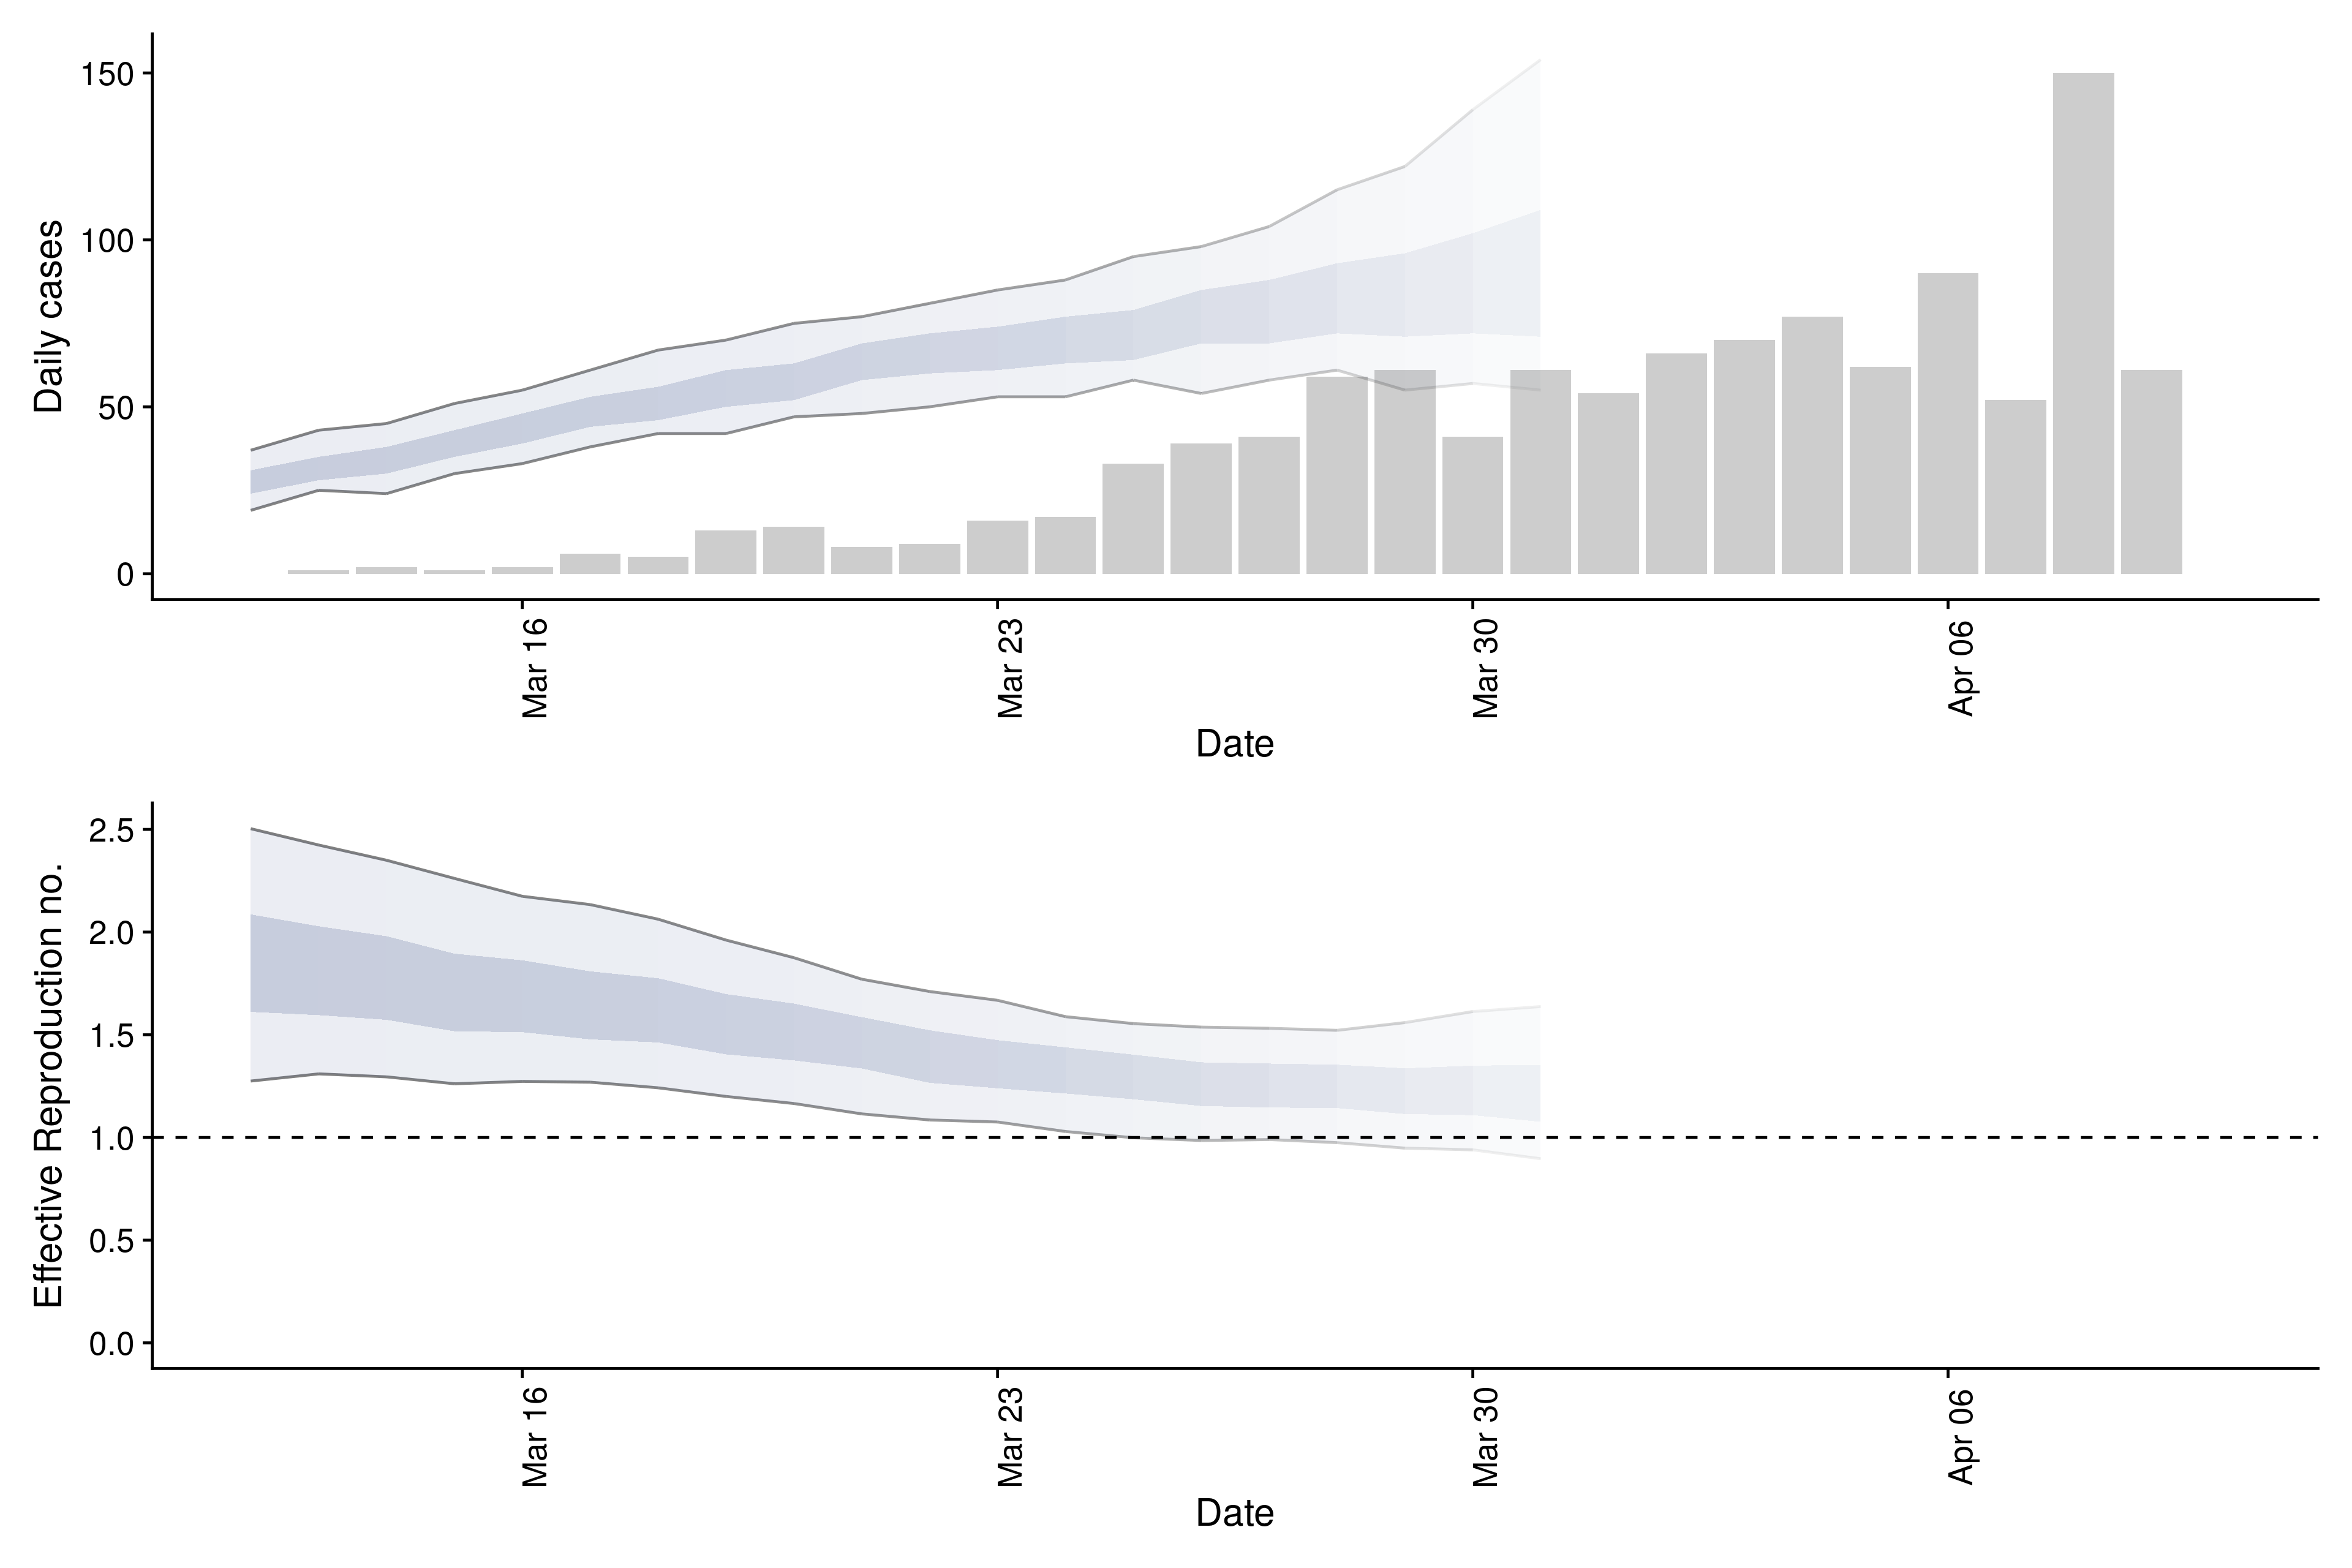 Daily cases
150
100
50
0
Mar 16
Mar 23
Mar 30
Apr 06
Date
Effective Reproduction no.
2.5
2.0
1.5
1.0
0.5
0.0
Mar 16
Mar 23
Mar 30
Apr 06
Date